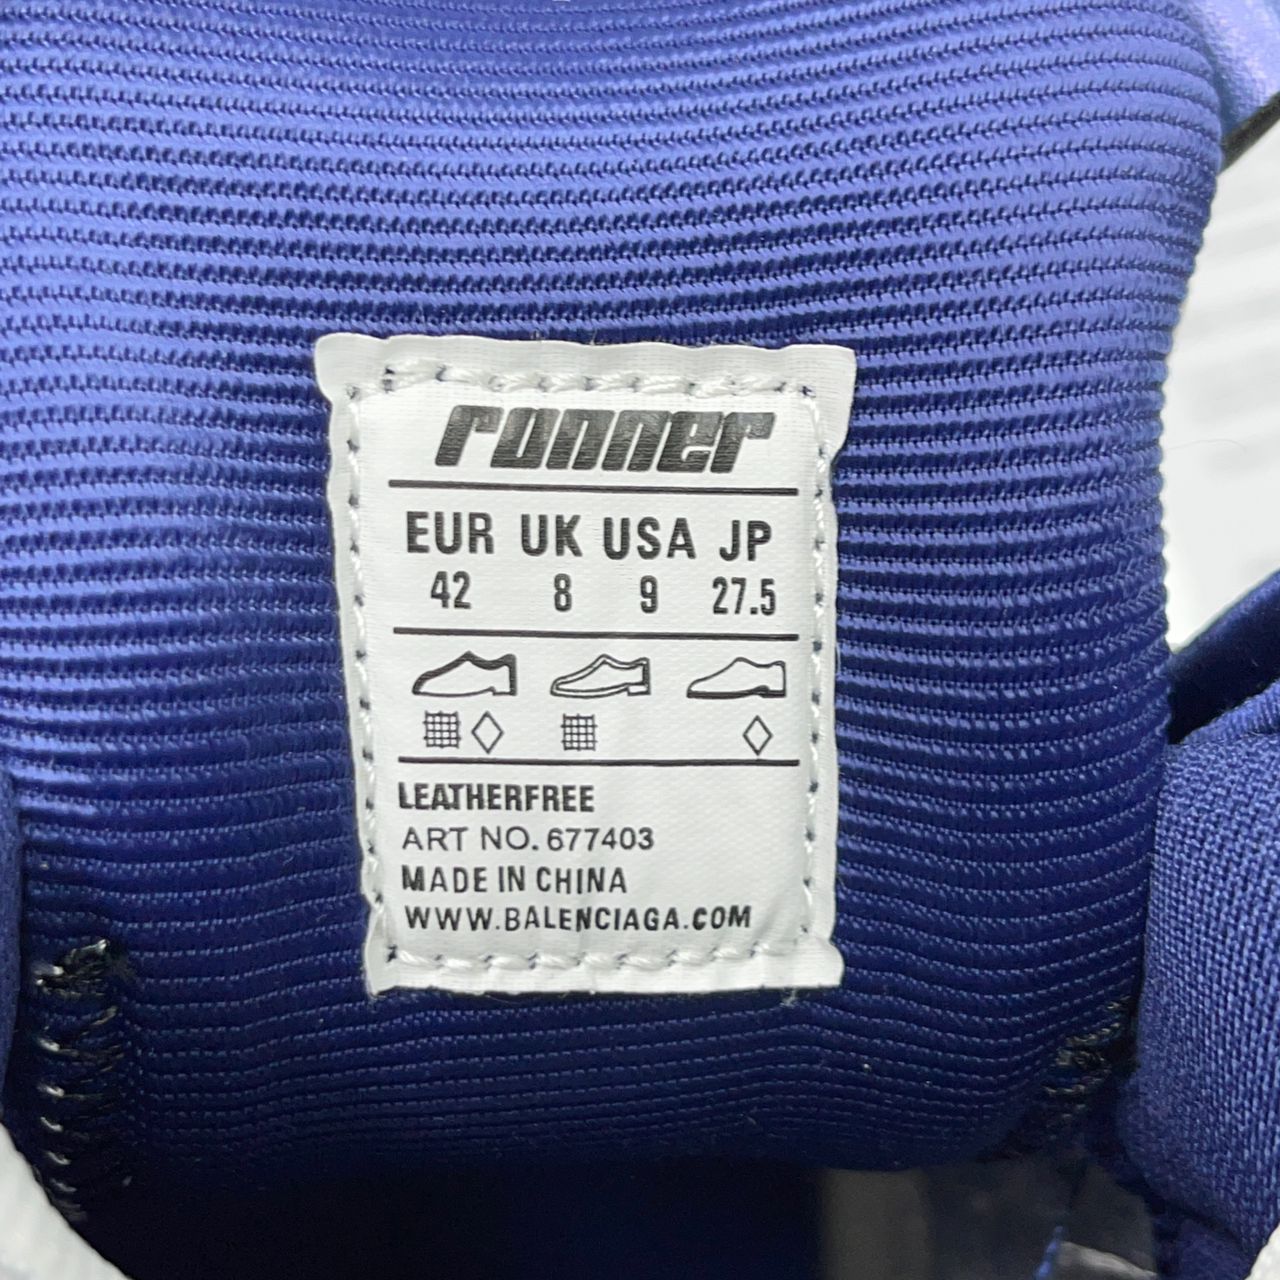 runner
EUR UK USA JP
42 8 9 27.5
LEATHERFREE
ART NO. 677403
MADE IN CHINA
WWW.BALENCIAGA.COM